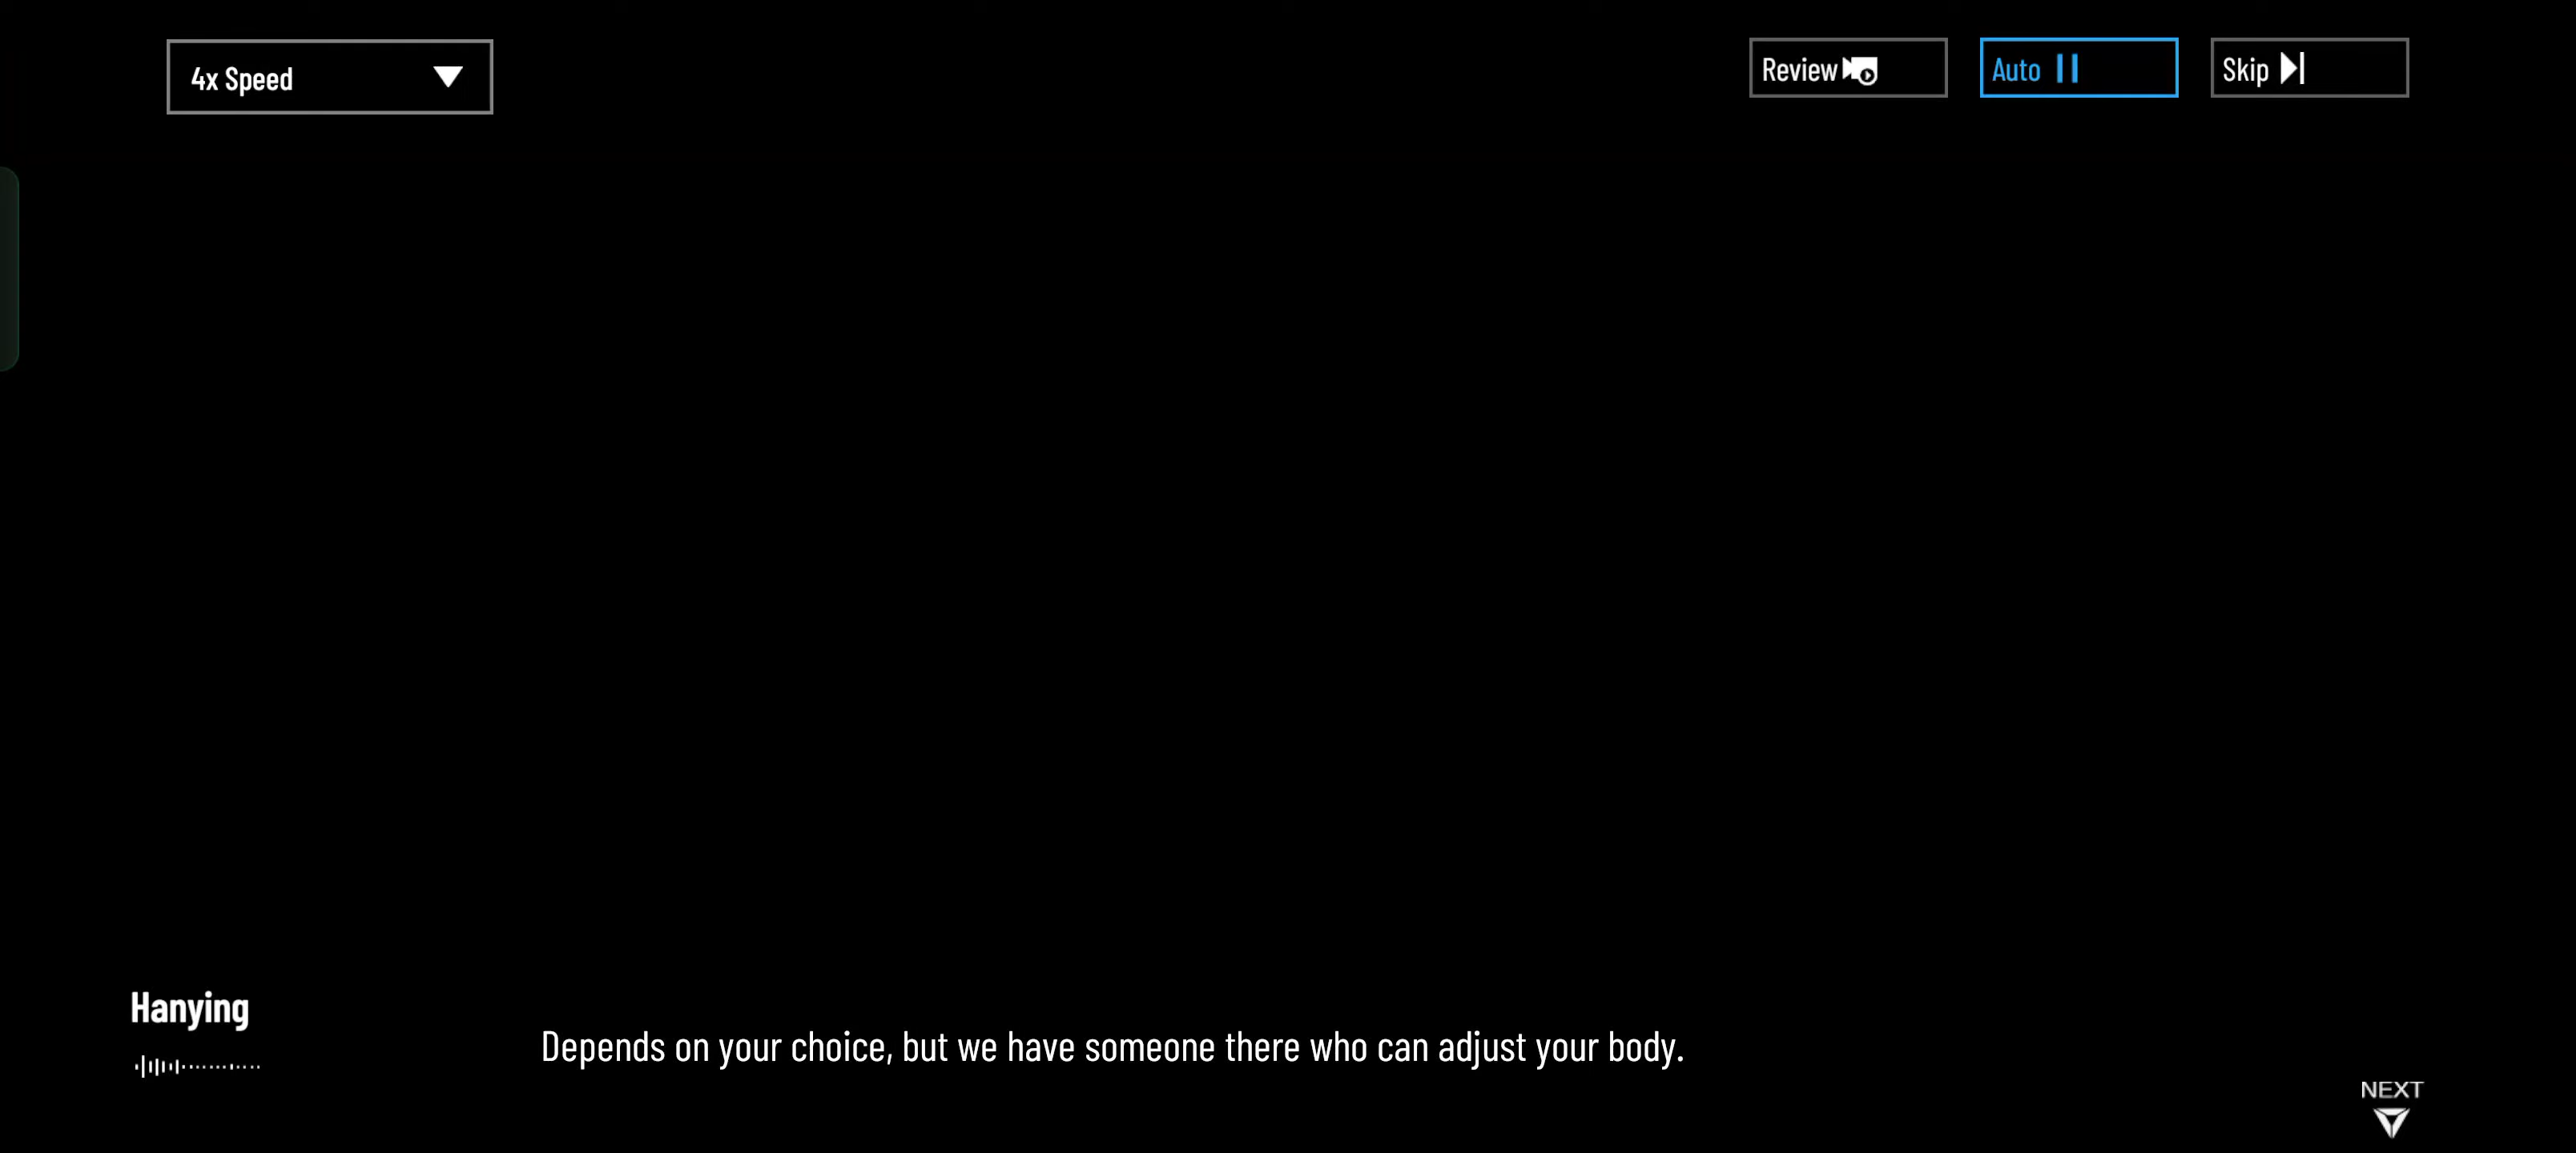 4x Speed
Review
Auto
Skip
Hanying
Depends on your choice, but we have someone there who can adjust your body.
NEXT